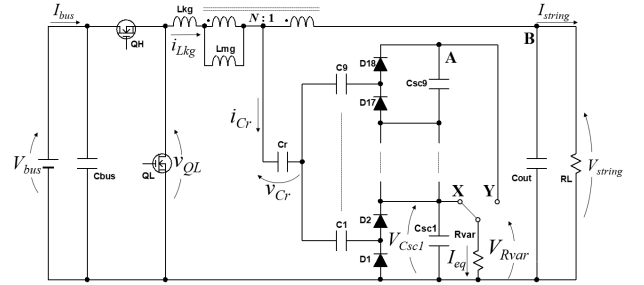 I_bus
QH
Lkg
N : 1
i_Lkg
Lmg
B
I_string
D18
A
C9
Csc9
D17
i_Cr
Cr
V_bus
Cbus
QL
v_QL
v_Cr
X
Y
Cout
RL
V_string
D2
C1
D1
V_Csc1
Csc1
Rvar
I_eq
V_Rvar